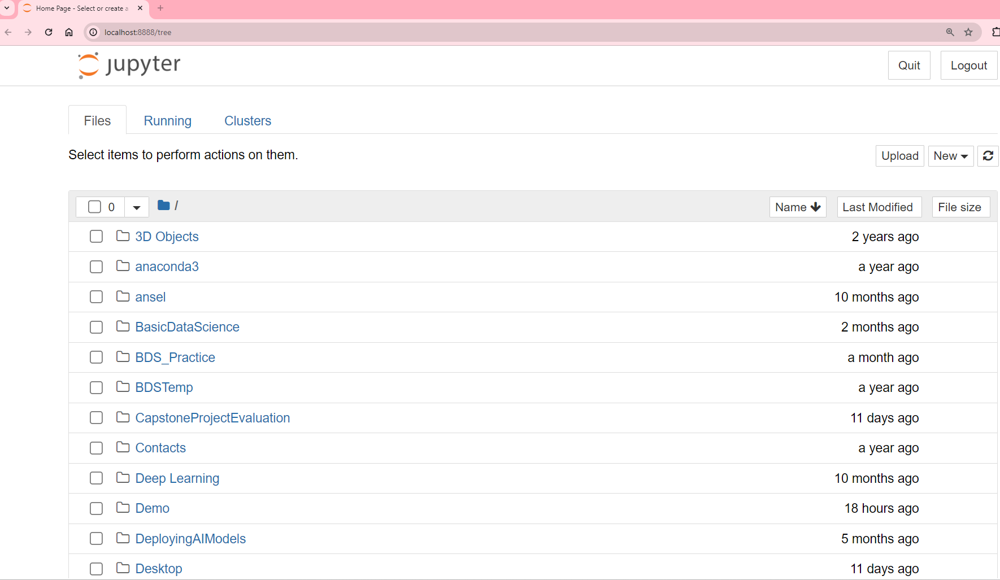 Home Page - Select or create a
localhost:8888/tree
jupyter
Quit
Logout
Files
Running
Clusters
Select items to perform actions on them.
Upload
New
0
/
Name
Last Modified
File size
3D Objects
2 years ago
anaconda3
a year ago
ansel
10 months ago
BasicDataScience
2 months ago
BDS_Practice
a month ago
BDSTemp
a year ago
CapstoneProjectEvaluation
11 days ago
Contacts
a year ago
Deep Learning
10 months ago
Demo
18 hours ago
DeployingAIModels
5 months ago
Desktop
11 days ago